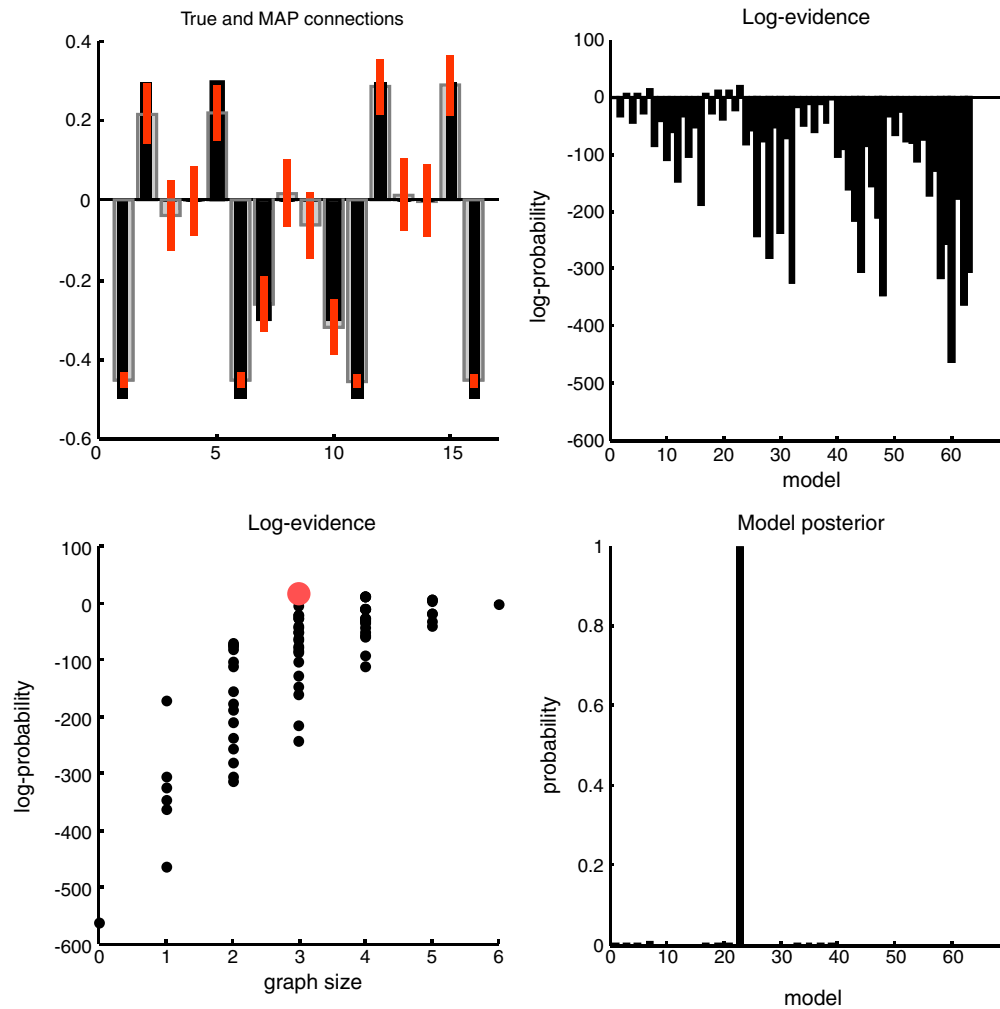 True and MAP connections
0.4
0.2
0
-0.2
-0.4
-0.6
0 5 10 15
Log-evidence
100
0
-100
-200
-300
-400
-500
-600
log-probability
0 10 20 30 40 50 60
model
Log-evidence
100
0
-100
-200
-300
-400
-500
-600
log-probability
0 1 2 3 4 5 6
graph size
Model posterior
1
0.8
0.6
0.4
0.2
0
probability
0 10 20 30 40 50 60
model